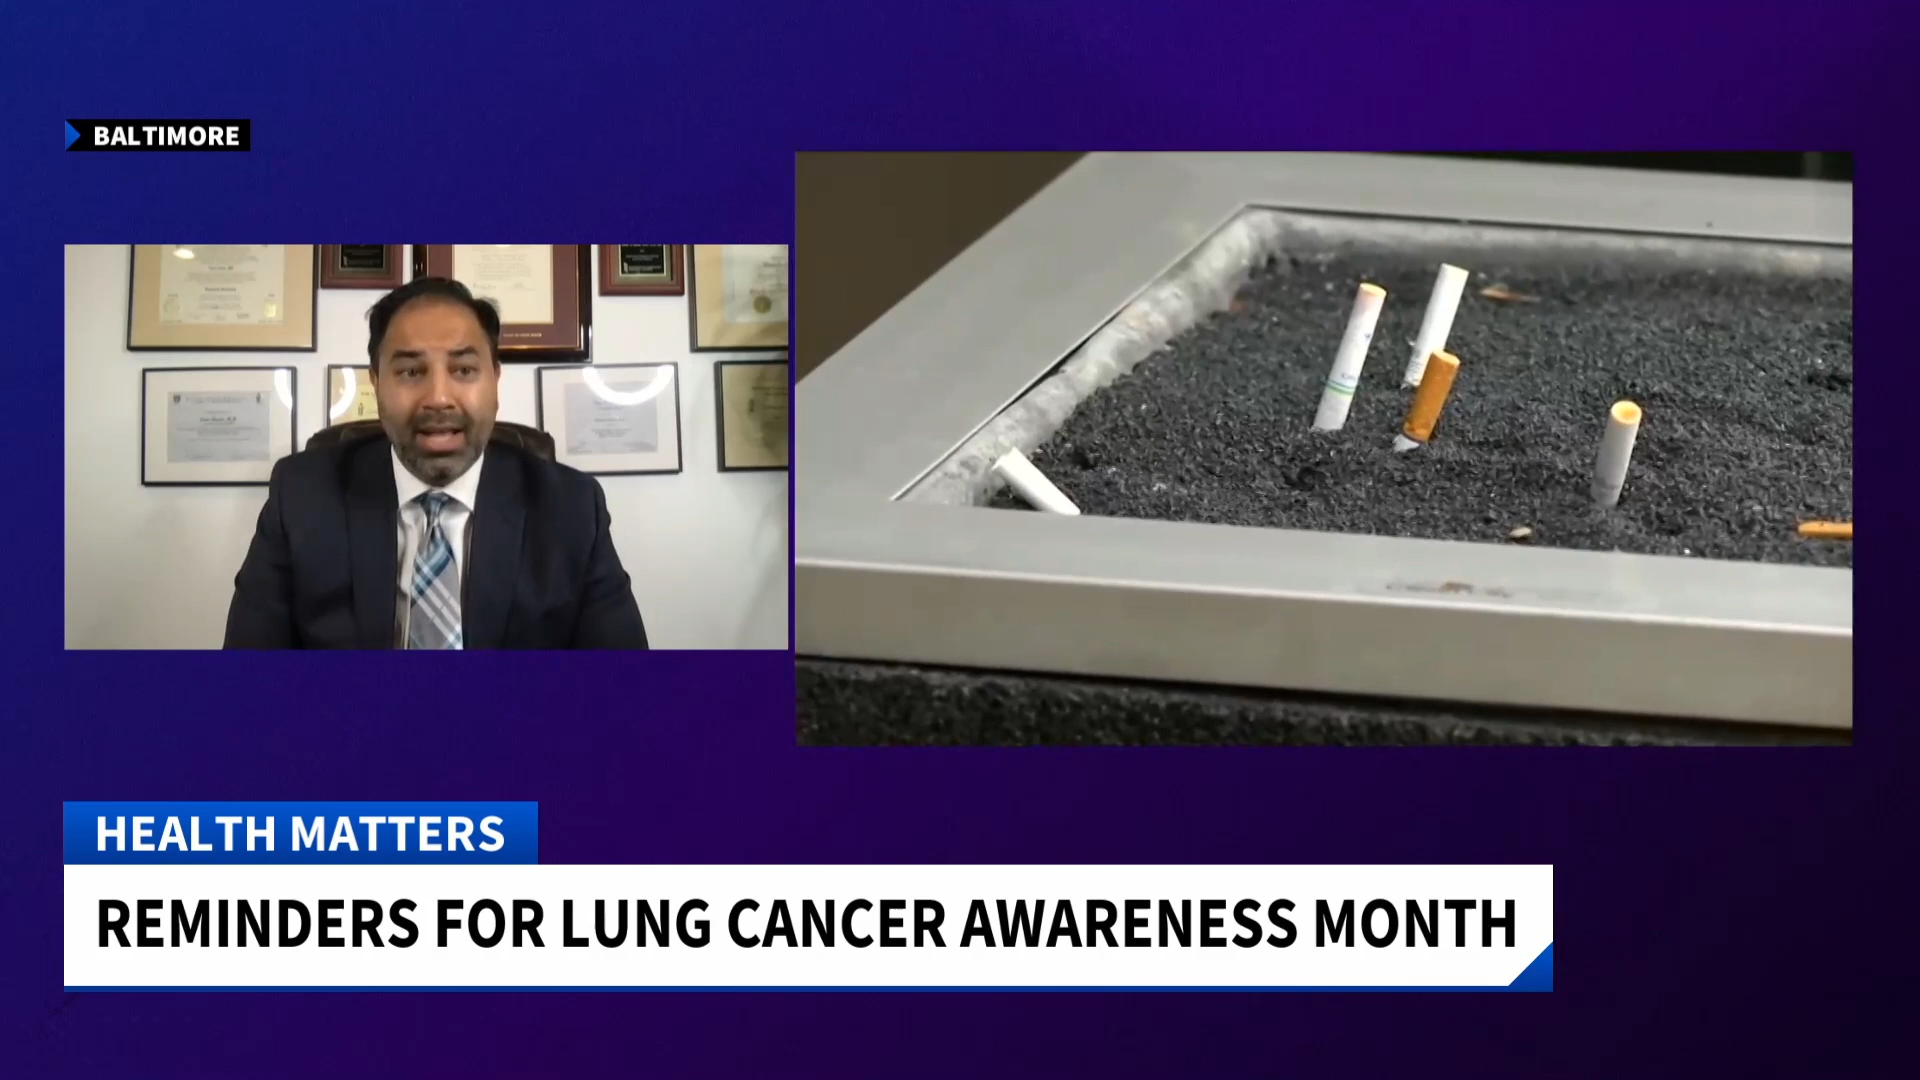 BALTIMORE
HEALTH MATTERS
REMINDERS FOR LUNG CANCER AWARENESS MONTH